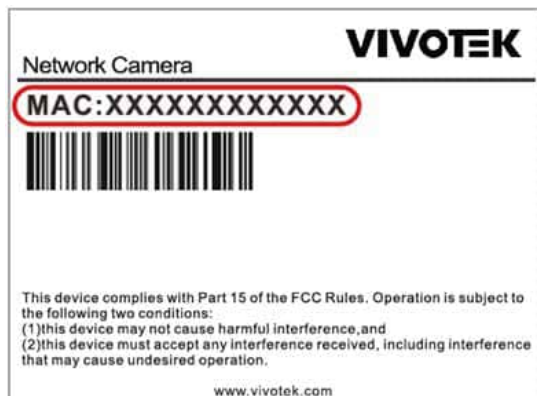 VIVOTEK
Network Camera
MAC:XXXXXXXXXXXX
This device complies with Part 15 of the FCC Rules. Operation is subject to
the following two conditions:
(1)this device may not cause harmful interference,and
(2)this device must accept any interference received, including interference
that may cause undesired operation.
www.vivotek.com